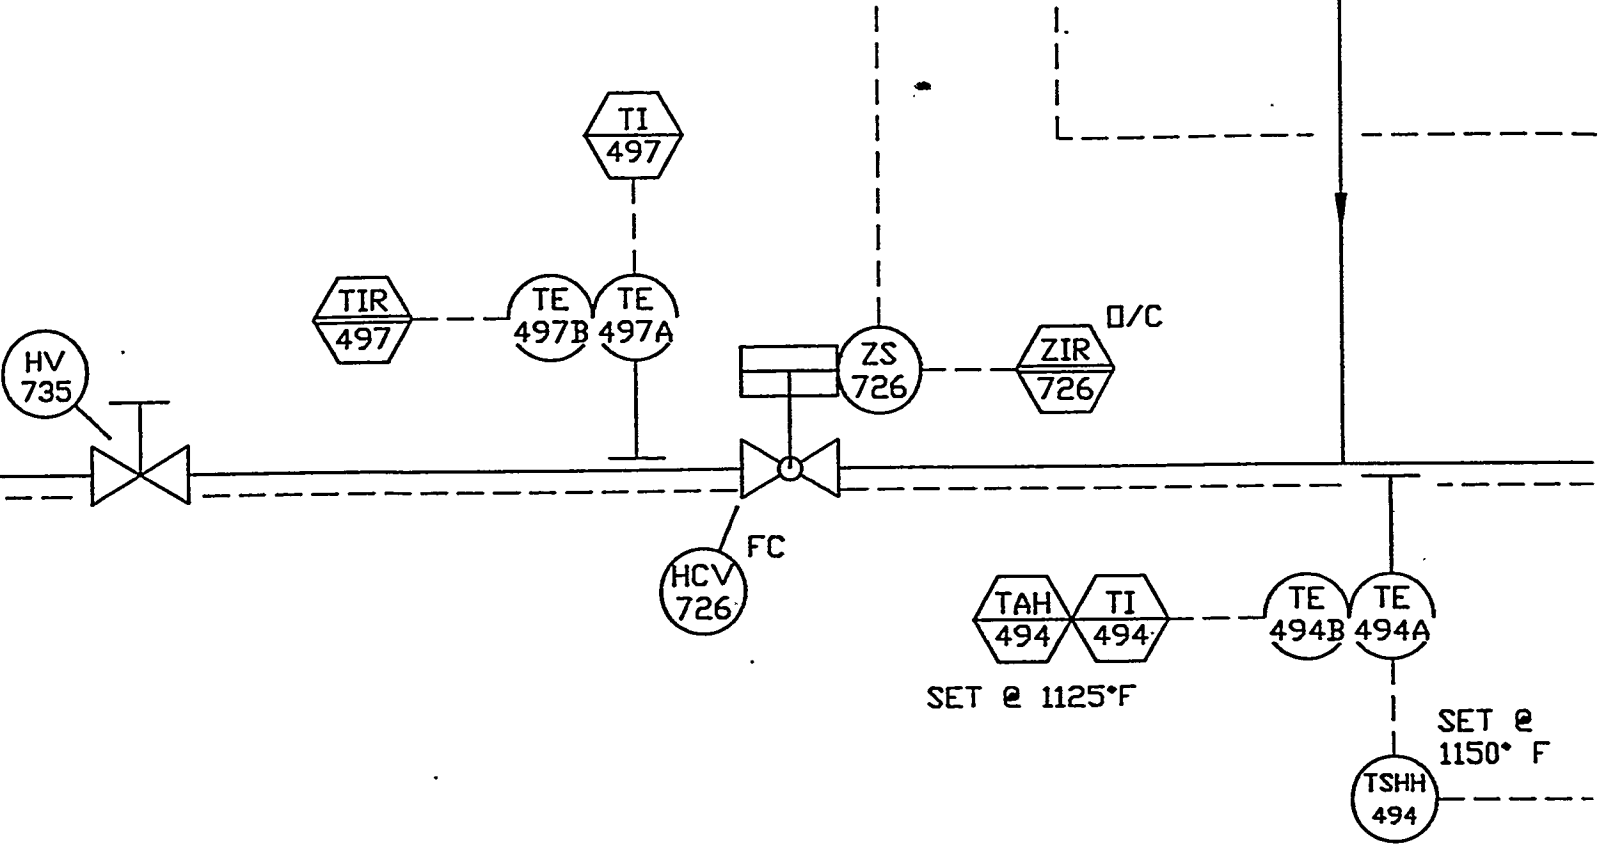 TI
497
TIR
497
TE
497B
TE
497A
HV
735
ZS
726
O/C
ZIR
726
HCV
726
FC
TAH
494
TI
494
TE
494B
TE
494A
SET @ 1125°F
SET @
1150° F
TSHH
494